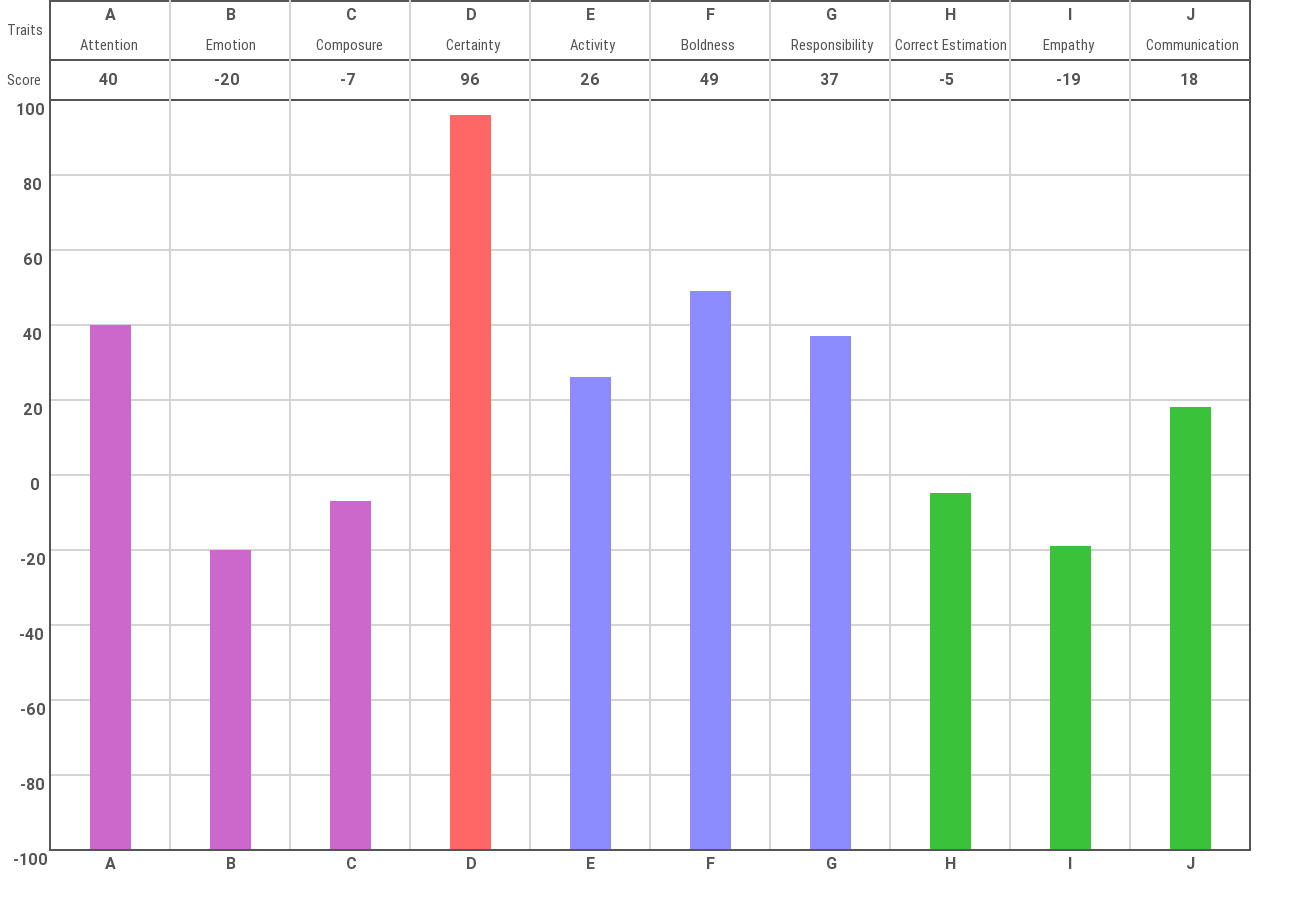 A B C D E F G H I J
Traits
Attention Emotion Composure Certainty Activity Boldness Responsibility Correct Estimation Empathy Communication
Score 40 -20 -7 96 26 49 37 -5 -19 18
100
80
60
40
20
0
-20
-40
-60
-80
-100
A B C D E F G H I J